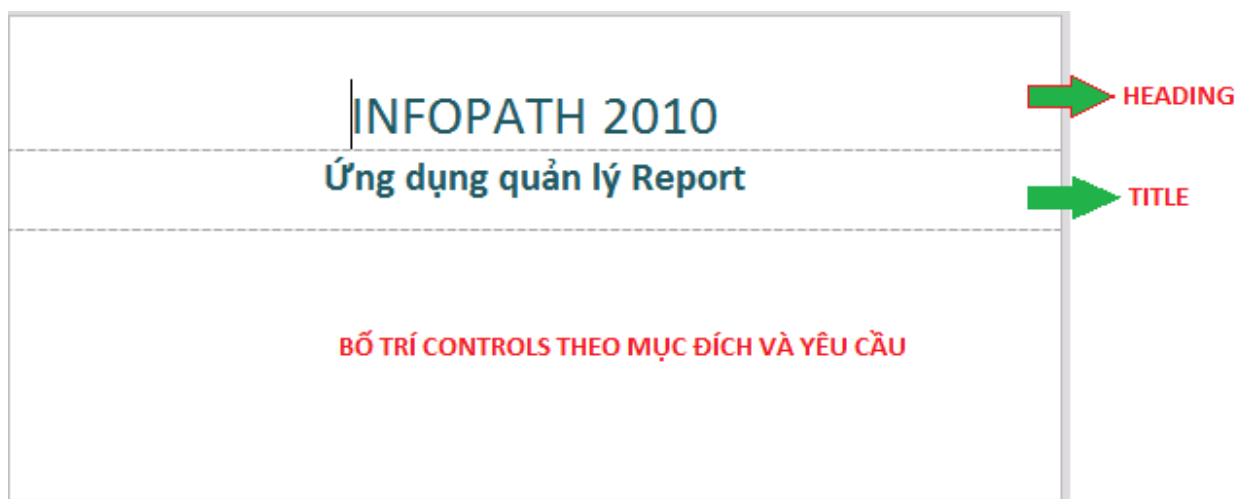 INFOPATH 2010
HEADING
Ứng dụng quản lý Report
TITLE
BỐ TRÍ CONTROLS THEO MỤC ĐÍCH VÀ YÊU CẦU